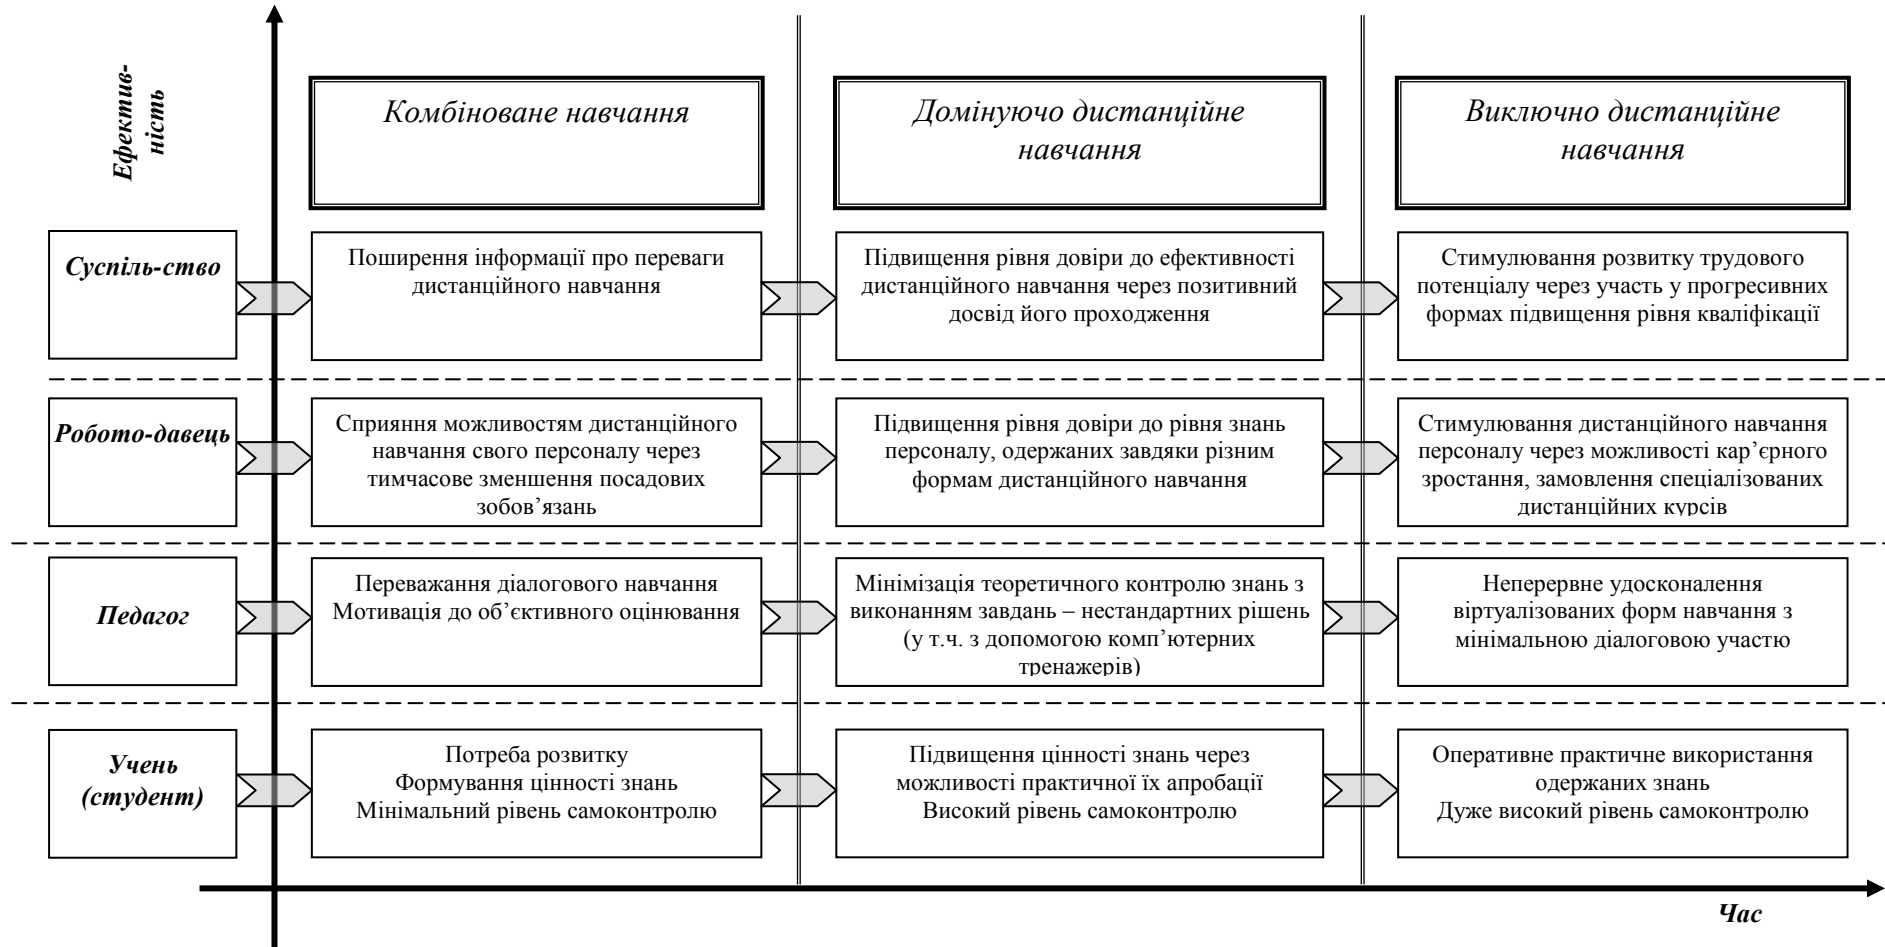 Ефектив-
ність
Комбіноване навчання
Домінуючо дистанційне
навчання
Виключно дистанційне
навчання
Суспіль-ство
Поширення інформації про переваги
дистанційного навчання
Підвищення рівня довіри до ефективності
дистанційного навчання через позитивний
досвід його проходження
Стимулювання розвитку трудового
потенціалу через участь у прогресивних
формах підвищення рівня кваліфікації
Робото-давець
Сприяння можливостям дистанційного
навчання свого персоналу через
тимчасове зменшення посадових
зобов’язань
Підвищення рівня довіри до рівня знань
персоналу, одержаних завдяки різним
формам дистанційного навчання
Стимулювання дистанційного навчання
персоналу через можливості кар’єрного
зростання, замовлення спеціалізованих
дистанційних курсів
Педагог
Переважання діалогового навчання
Мотивація до об’єктивного оцінювання
Мінімізація теоретичного контролю знань з
виконанням завдань – нестандартних рішень
(у т.ч. з допомогою комп’ютерних
тренажерів)
Неперервне удосконалення
віртуалізованих форм навчання з
мінімальною діалоговою участю
Учень
(студент)
Потреба розвитку
Формування цінності знань
Мінімальний рівень самоконтролю
Підвищення цінності знань через
можливості практичної їх апробації
Високий рівень самоконтролю
Оперативне практичне використання
одержаних знань
Дуже високий рівень самоконтролю
Час